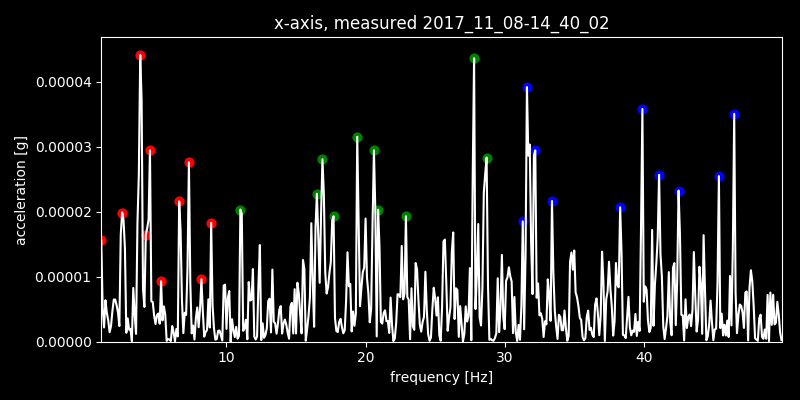 x-axis, measured 2017_11_08-14_40_02
0.00004
0.00003
0.00002
0.00001
0.00000
acceleration [g]
10 20 30 40
frequency [Hz]